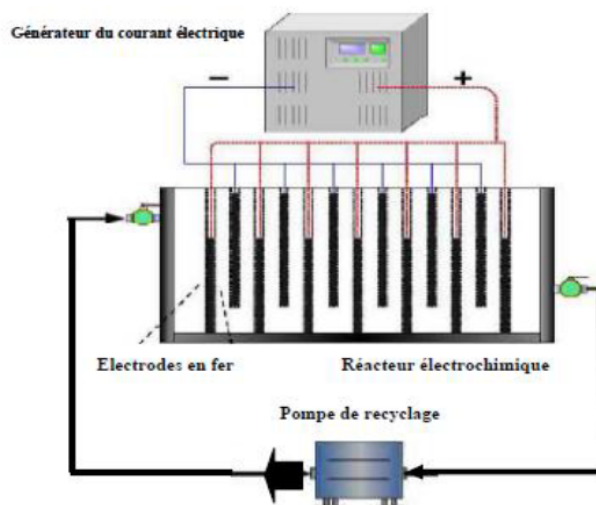 Générateur du courant électrique
− +
Electrodes en fer Réacteur électrochimique
Pompe de recyclage